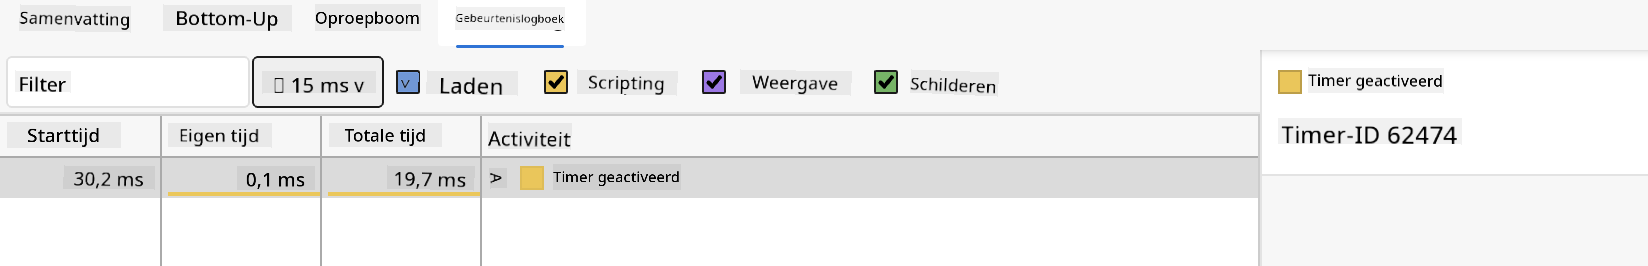 Samenvatting Bottom-Up Oproepboom Gebeurtenislogboek
Filter 15 ms v v Laden Scripting Weergave Schilderen
Timer geactiveerd
Timer-ID 62474
Starttijd Eigen tijd Totale tijd Activiteit
30,2 ms 0,1 ms 19,7 ms Timer geactiveerd